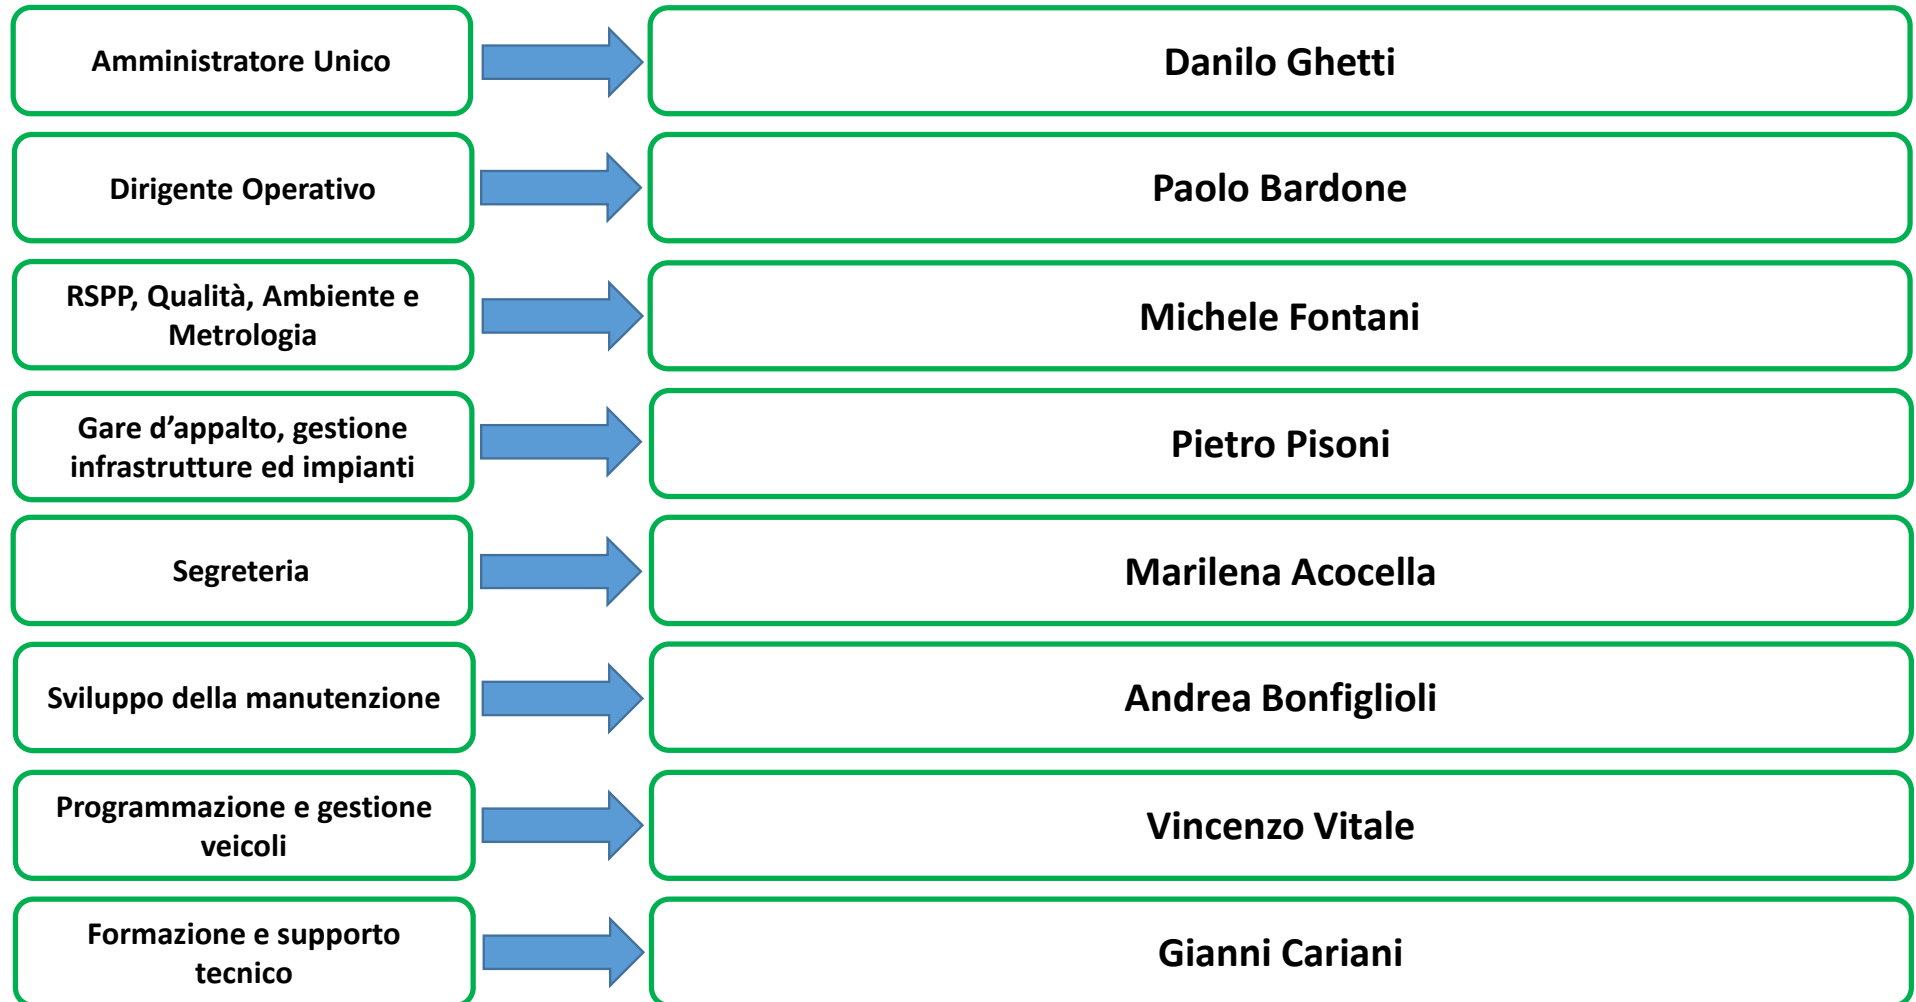 Amministratore Unico
Danilo Ghetti
Dirigente Operativo
Paolo Bardone
RSPP, Qualità, Ambiente e
Metrologia
Michele Fontani
Gare d’appalto, gestione
infrastrutture ed impianti
Pietro Pisoni
Segreteria
Marilena Acocella
Sviluppo della manutenzione
Andrea Bonfiglioli
Programmazione e gestione
veicoli
Vincenzo Vitale
Formazione e supporto
tecnico
Gianni Cariani